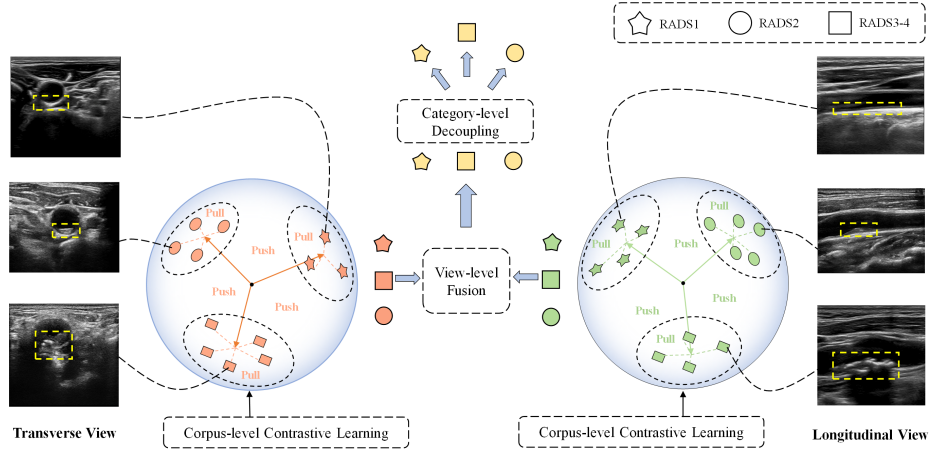 RADS1 RADS2 RADS3-4
Category-level
Decoupling
Pull
Pull
Push
Push
Push
Pull
View-level
Fusion
Pull
Pull
Push
Push
Push
Pull
Corpus-level Contrastive Learning
Corpus-level Contrastive Learning
Transverse View
Longitudinal View